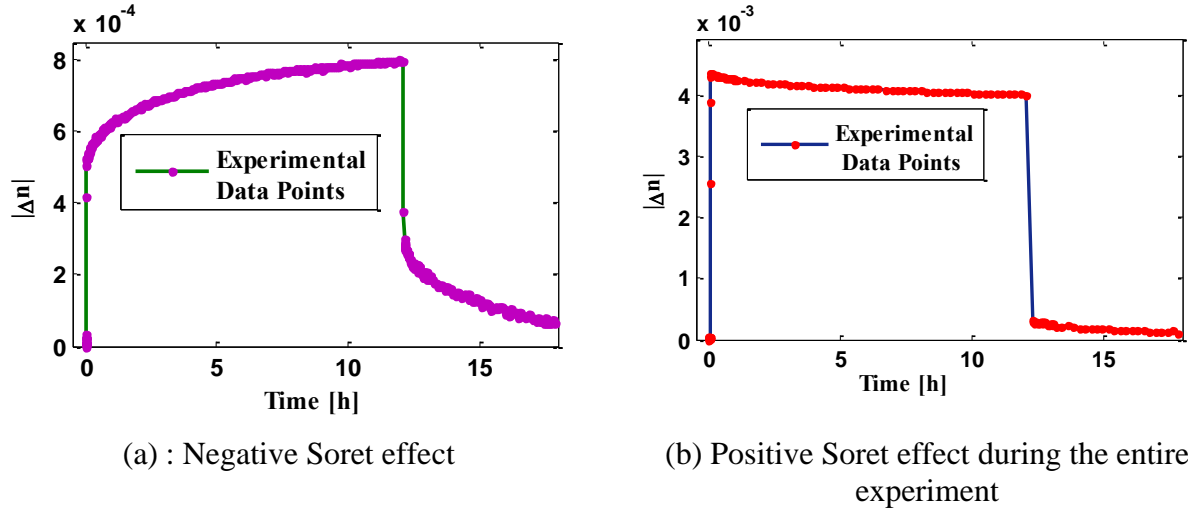 x 10⁻⁴
8
6
4
2
0
|Δn|
Experimental
Data Points
0 5 10 15
Time [h]
(a) : Negative Soret effect
x 10⁻³
4
3
2
1
0
|Δn|
Experimental
Data Points
0 5 10 15
Time [h]
(b) Positive Soret effect during the entire
experiment